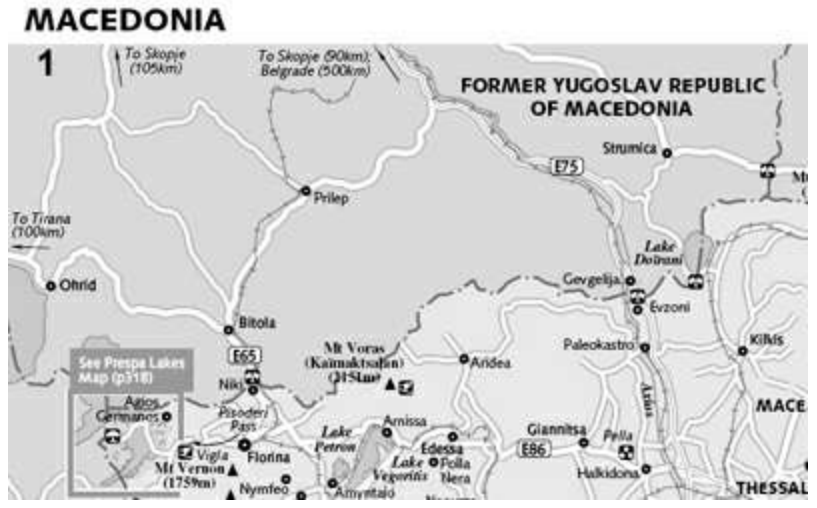 MACEDONIA
1
To Skopje
(105km)
To Skopje (90km);
Belgrade (500km)
FORMER YUGOSLAV REPUBLIC
OF MACEDONIA
Strumica
E75
Prilep
To Tirana
(100km)
Lake
Doïrani
Ohrid
Gevgelija
Evzoni
Bitola
E65
Mt Voras
(Kaïmaktsalan)
Paleokastro
Kilkis
See Prespa Lakes
Map (p318)
Niki
Aridea
Axios
Agios
Germanos
Pisoderi
Pass
Lake
Petron
Arnissa
Giannitsa
Pella
MACE
Vigla
Florina
Edessa
E86
Mt Vernon
(1759m)
Lake
Vegoritis
Polla
Nera
Halkidona
Nymfeo
Amyntaio
THESSAL